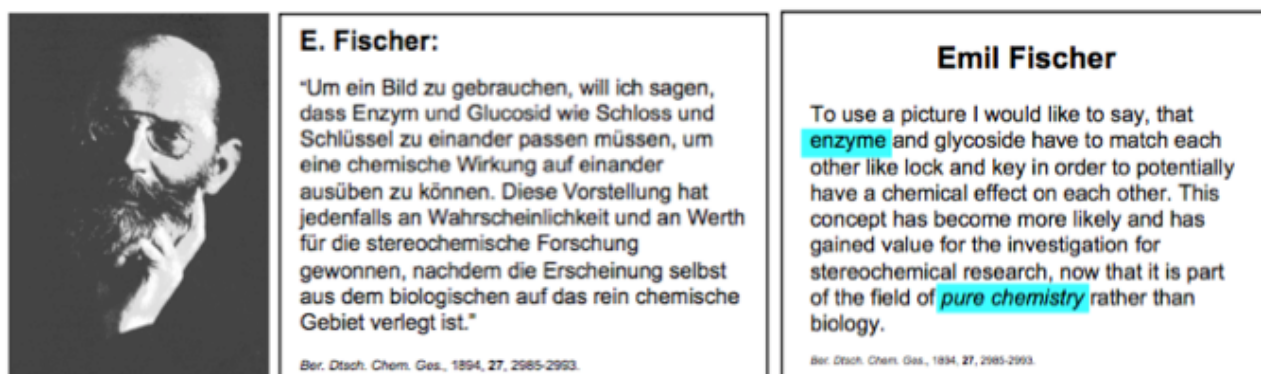 E. Fischer:
“Um ein Bild zu gebrauchen, will ich sagen,
dass Enzym und Glucosid wie Schloss und
Schlüssel zu einander passen müssen, um
eine chemische Wirkung auf einander
ausüben zu können. Diese Vorstellung hat
jedenfalls an Wahrscheinlichkeit und an Werth
für die stereochemische Forschung
gewonnen, nachdem die Erscheinung selbst
aus dem biologischen auf das rein chemische
Gebiet verlegt ist.”
Ber. Dtsch. Chem. Ges., 1894, 27, 2985-2993.
Emil Fischer
To use a picture I would like to say, that
enzyme and glycoside have to match each
other like lock and key in order to potentially
have a chemical effect on each other. This
concept has become more likely and has
gained value for the investigation for
stereochemical research, now that it is part
of the field of pure chemistry rather than
biology.
Ber. Dtsch. Chem. Ges., 1894, 27, 2985-2993.